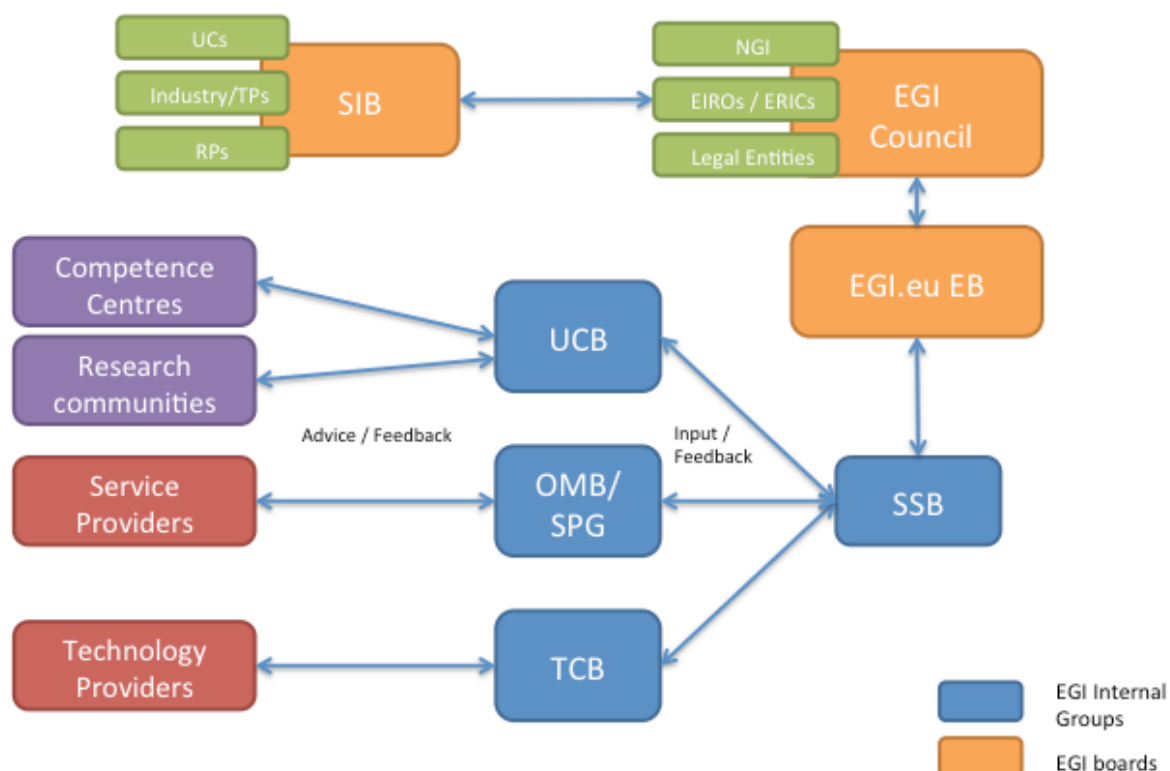 UCs
Industry/TPs
RPs
SIB
NGI
EIROs / ERICs
Legal Entities
EGI
Council
EGI.eu EB
Competence
Centres
Research
communities
UCB
Advice / Feedback
Input /
Feedback
Service
Providers
OMB/
SPG
SSB
Technology
Providers
TCB
EGI Internal
Groups
EGI boards